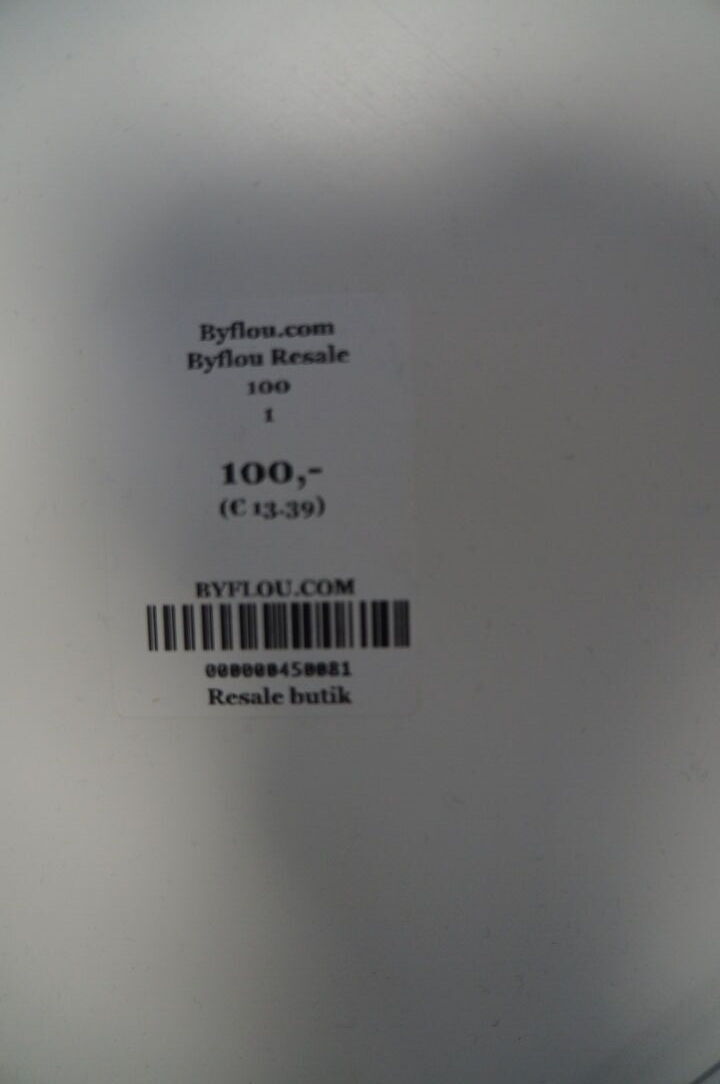 Byflou.com
Byflou Resale
100
1
100,-
(€ 13.39)
BYFLOU.COM
000000450081
Resale butik